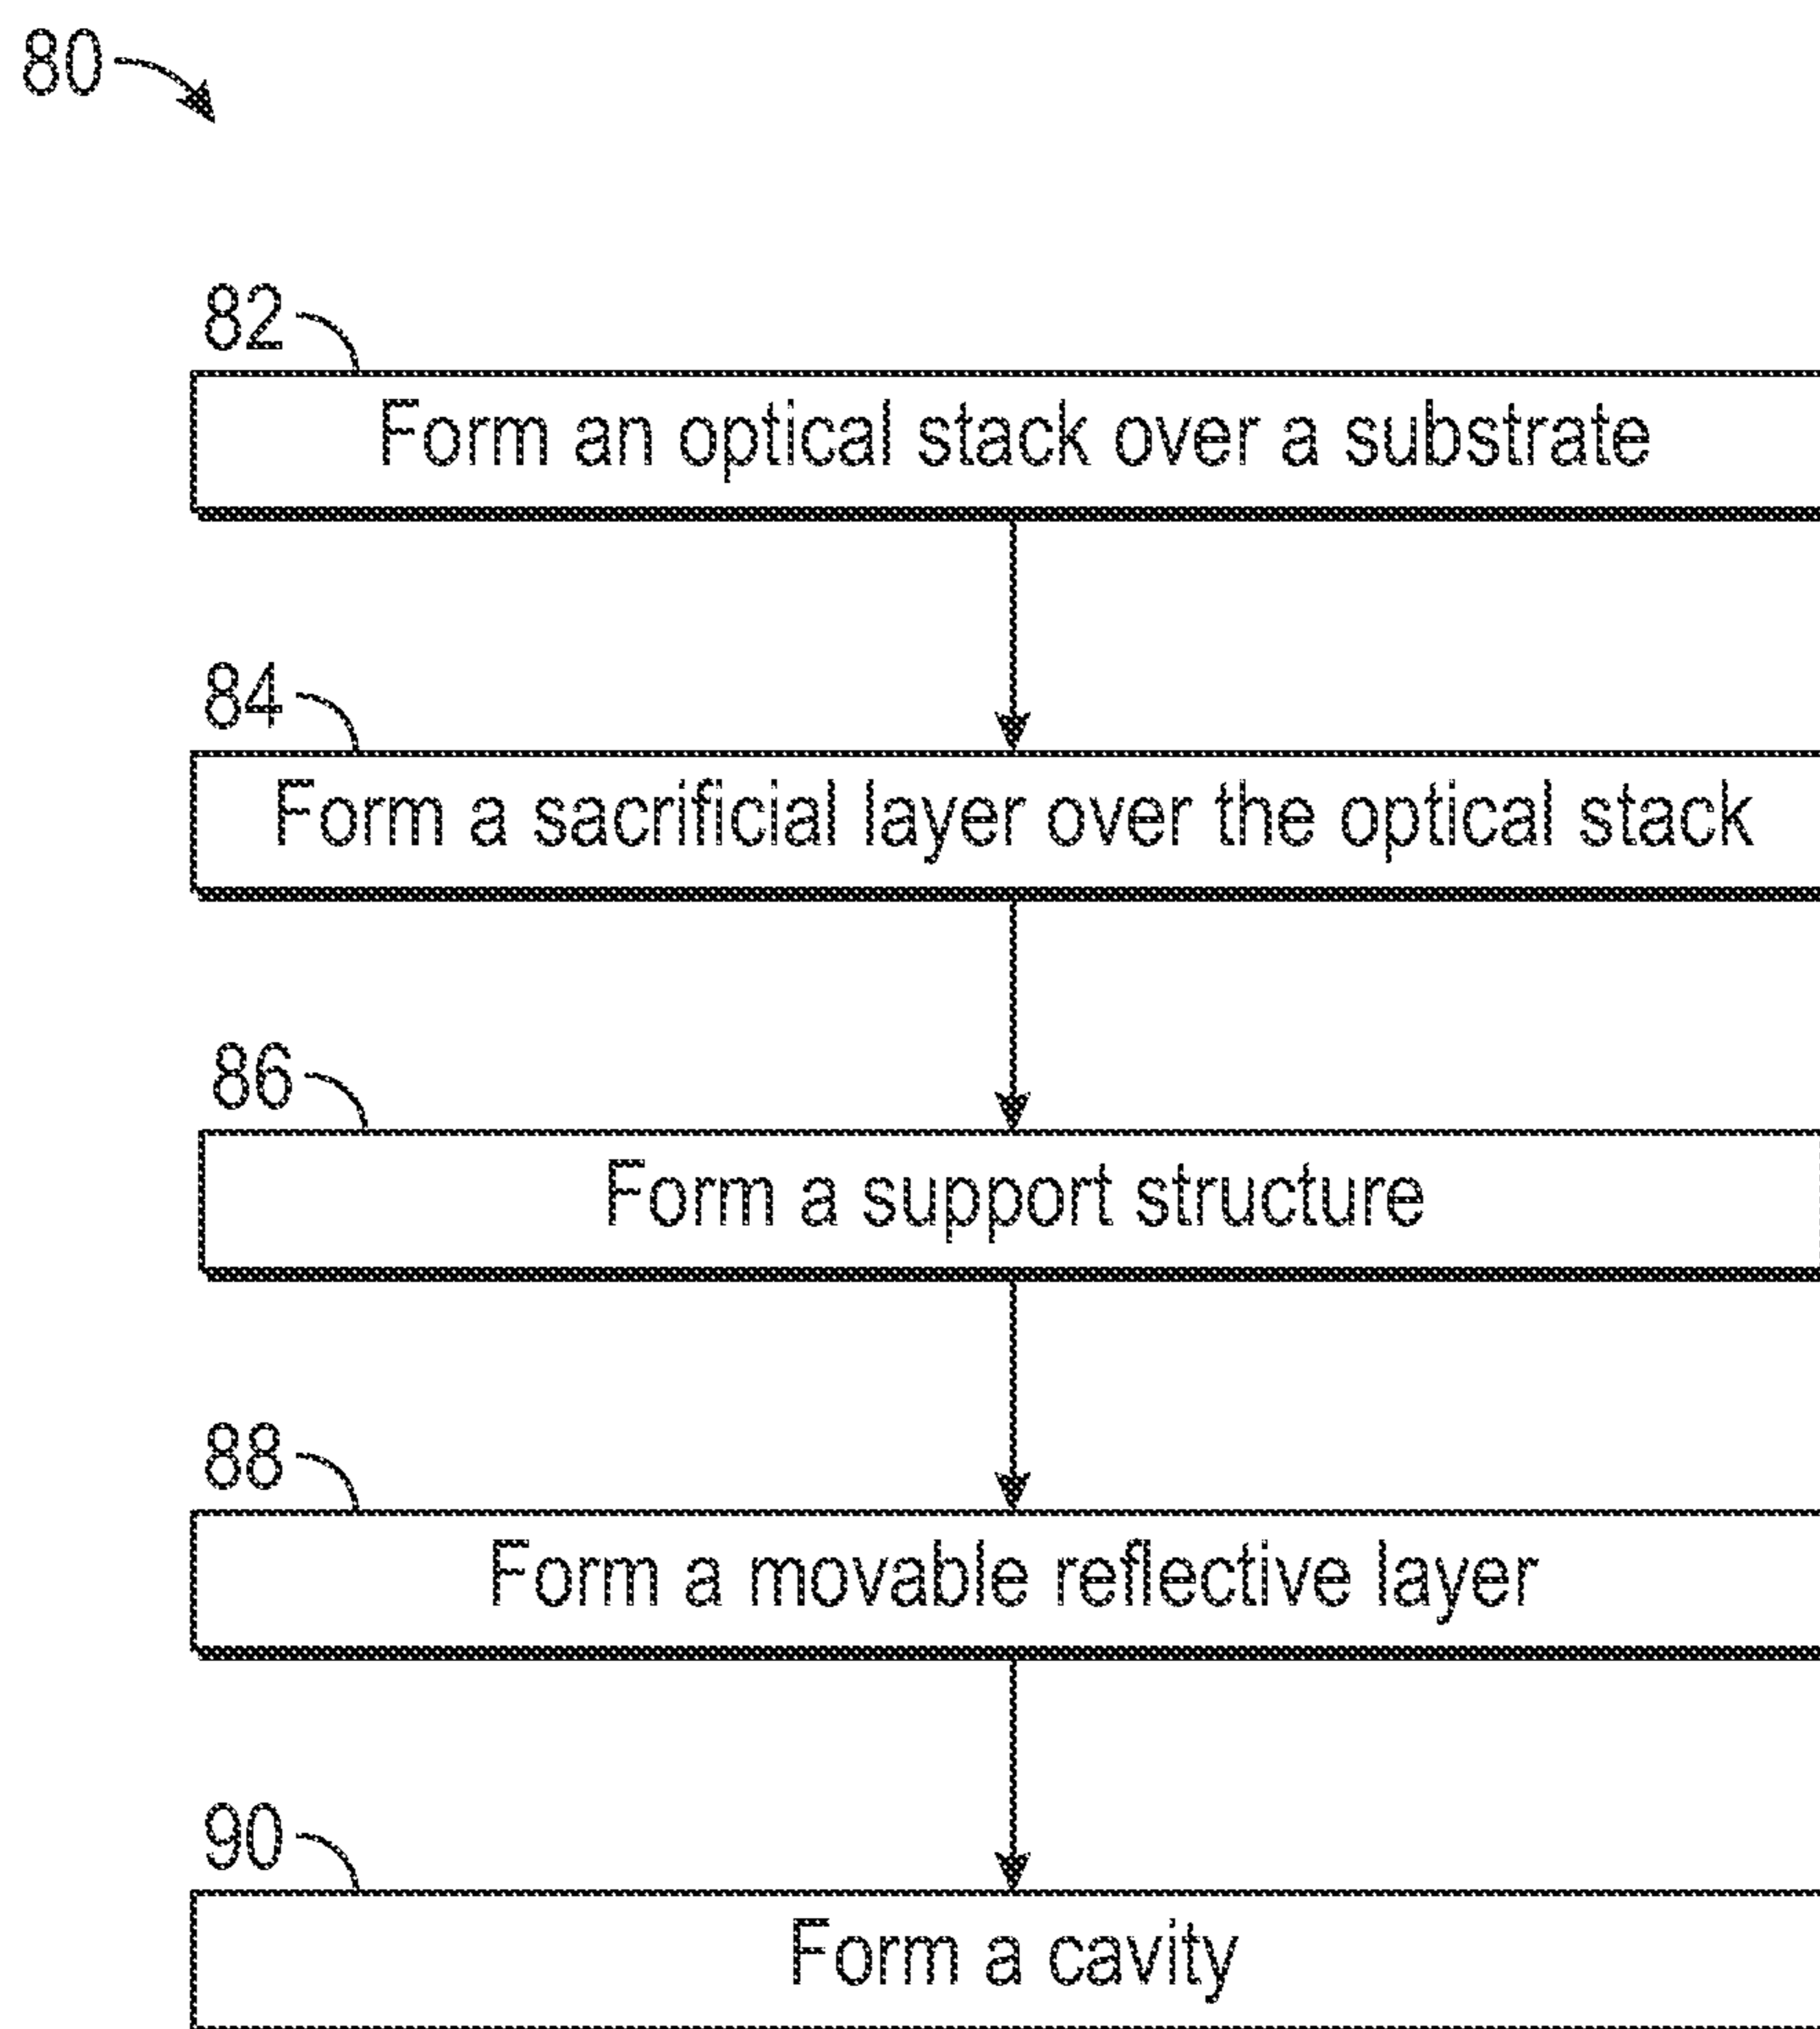 80
82
Form an optical stack over a substrate
84
Form a sacrificial layer over the optical stack
86
Form a support structure
88
Form a movable reflective layer
90
Form a cavity